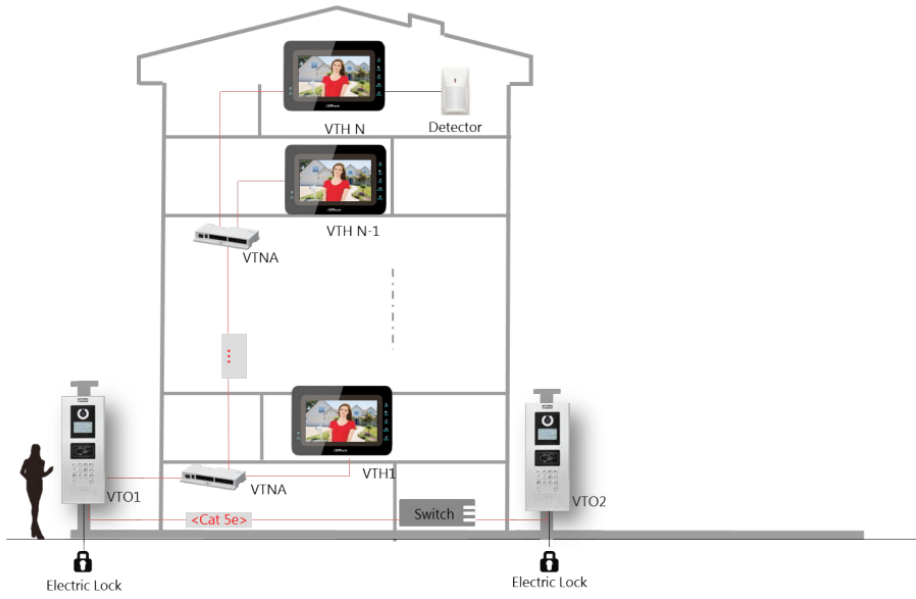 VTH N
Detector
VTH N-1
VTNA
VTH1
VTNA
VTO1
VTO2
<Cat 5e>
Switch
Electric Lock
Electric Lock